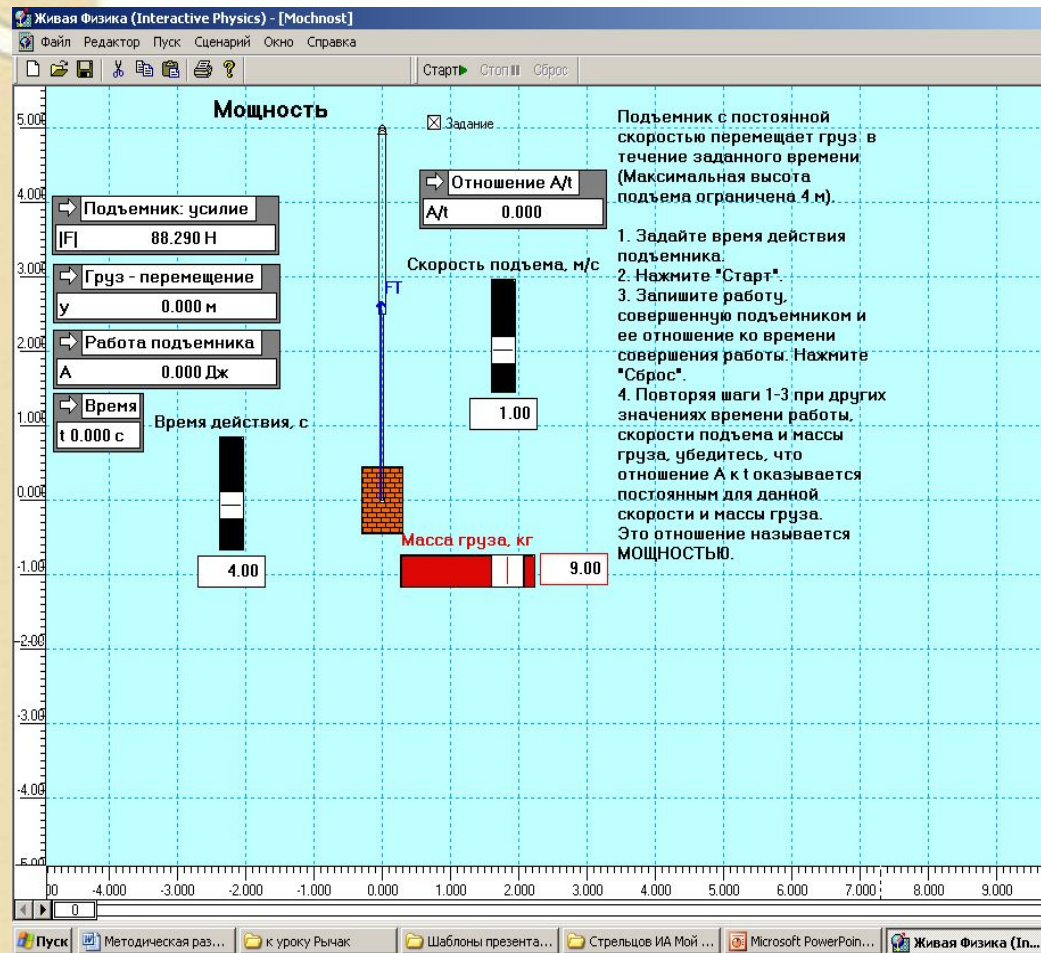 Живая Физика (Interactive Physics) - [Mochnost]
Файл Редактор Пуск Сценарий Окно Справка
Старт Стоп Сброс
Мощность
Задание
Подъемник с постоянной
скоростью перемещает груз в
течение заданного времени
(Максимальная высота
подъема ограничена 4 м).
1. Задайте время действия
подъемника.
2. Нажмите "Старт".
3. Запишите работу,
совершенную подъемником и
ее отношение ко времени
совершения работы. Нажмите
"Сброс".
4. Повторяя шаги 1-3 при других
значениях времени работы,
скорости подъема и массы
груза, убедитесь, что
отношение А к t оказывается
постоянным для данной
скорости и массы груза.
Это отношение называется
МОЩНОСТЬЮ.
Отношение A/t
A/t 0.000
Подъемник: усилие
|F| 88.290 Н
Груз - перемещение
y 0.000 м
Работа подъемника
A 0.000 Дж
Время
t 0.000 с
Скорость подъема, м/с
1.00
FT
Время действия, с
4.00
Масса груза, кг
9.00
5.000
4.000
3.000
2.000
1.000
0.000
-1.00
-2.00
-3.00
-4.00
-5.00
00 -4.000 -3.000 -2.000 -1.000 0.000 1.000 2.000 3.000 4.000 5.000 6.000 7.000 8.000 9.000
0
Пуск Методическая раз... к уроку Рычак Шаблоны презента... Стрельцов ИА Мой ... Microsoft PowerPoin... Живая Физика (In...